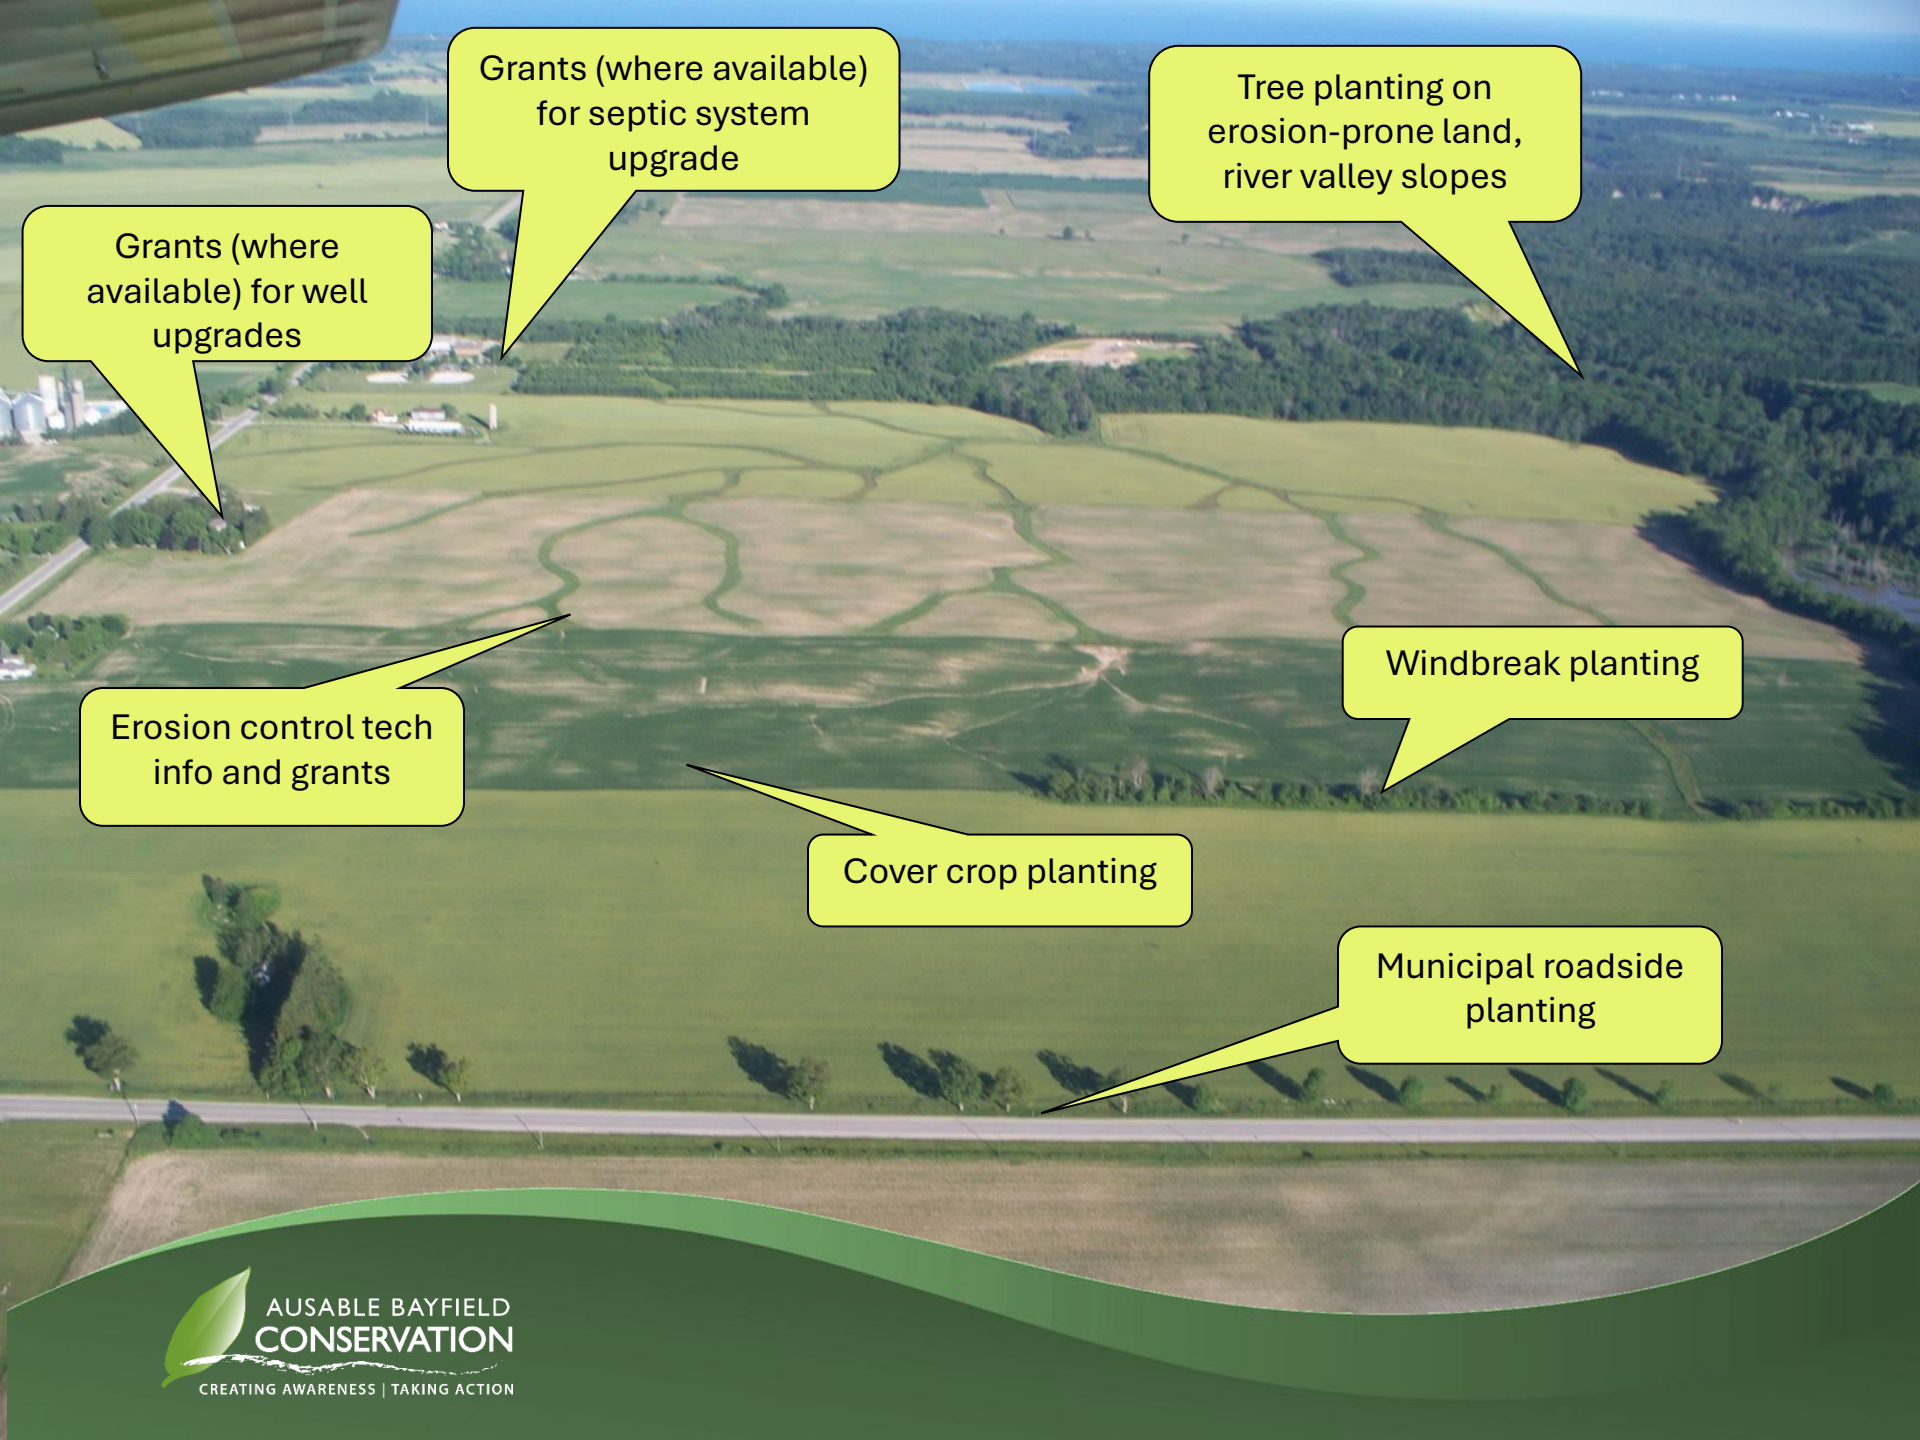 Grants (where available)
for septic system
upgrade
Tree planting on
erosion-prone land,
river valley slopes
Grants (where
available) for well
upgrades
Windbreak planting
Erosion control tech
info and grants
Cover crop planting
Municipal roadside
planting
AUSABLE BAYFIELD
CONSERVATION
CREATING AWARENESS | TAKING ACTION